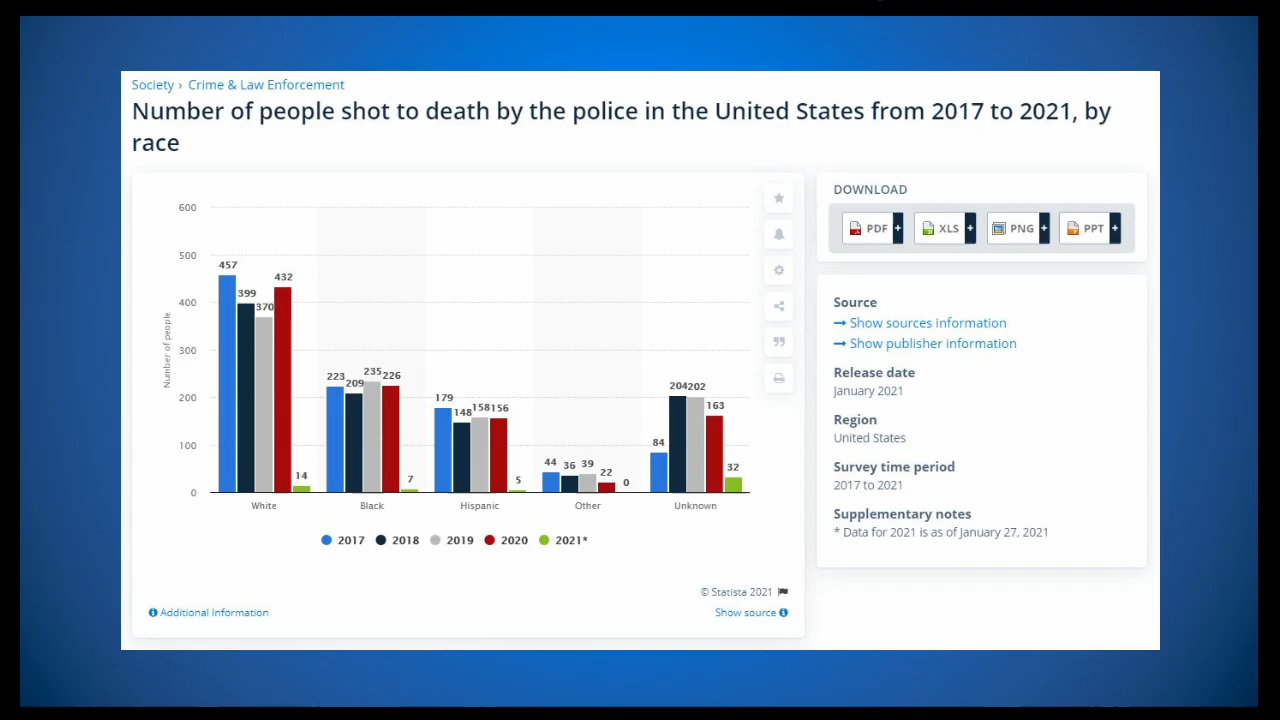 Society › Crime & Law Enforcement
Number of people shot to death by the police in the United States from 2017 to 2021, by
race
600
500
400
300
200
100
0
Number of people
457
399
370
432
14
223
209
235
226
7
179
148
158
156
5
44
36
39
22
0
84
204
202
163
32
White
Black
Hispanic
Other
Unknown
2017
2018
2019
2020
2021*
© Statista 2021
Additional Information
Show source
DOWNLOAD
PDF +
XLS +
PNG +
PPT +
Source
→ Show sources information
→ Show publisher information
Release date
January 2021
Region
United States
Survey time period
2017 to 2021
Supplementary notes
* Data for 2021 is as of January 27, 2021